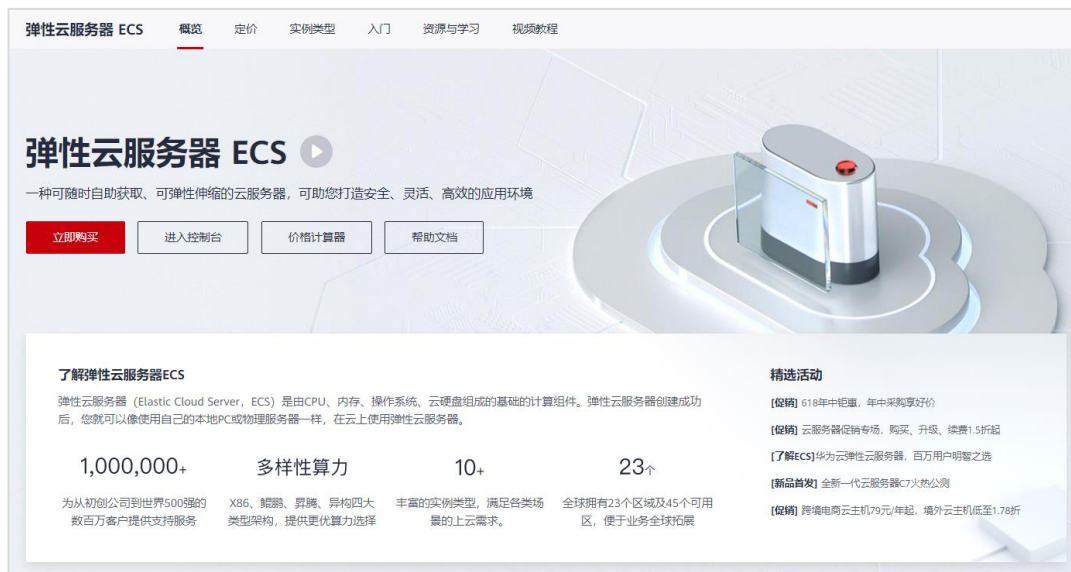 弹性云服务器 ECS 概览 定价 实例类型 入门 资源与学习 视频教程
弹性云服务器 ECS
一种可随时自助获取、可弹性伸缩的云服务器，可助您打造安全、灵活、高效的应用环境
立即购买 进入控制台 价格计算器 帮助文档
了解弹性云服务器ECS
弹性云服务器（Elastic Cloud Server，ECS）是由CPU、内存、操作系统、云硬盘组成的基础的计算组件。弹性云服务器创建成功
后，您就可以像使用自己的本地PC或物理服务器一样，在云上使用弹性云服务器。
1,000,000+
为从初创公司到世界500强的
数百万客户提供支持服务
多样性算力
X86、鲲鹏、昇腾、异构四大
类型架构，提供更优算力选择
10+
丰富的实例类型，满足各类场
景的上云需求。
23个
全球拥有23个区域及45个可用
区，便于业务全球拓展
精选活动
[促销] 618年中钜惠，年中采购享好价
[促销] 云服务器促销专场，购买、升级、续费1.5折起
[了解ECS]华为云弹性云服务器，百万用户明智之选
[新品首发] 全新一代云服务器C7火热公测
[促销] 跨境电商云主机79元/年起，境外云主机低至1.78折